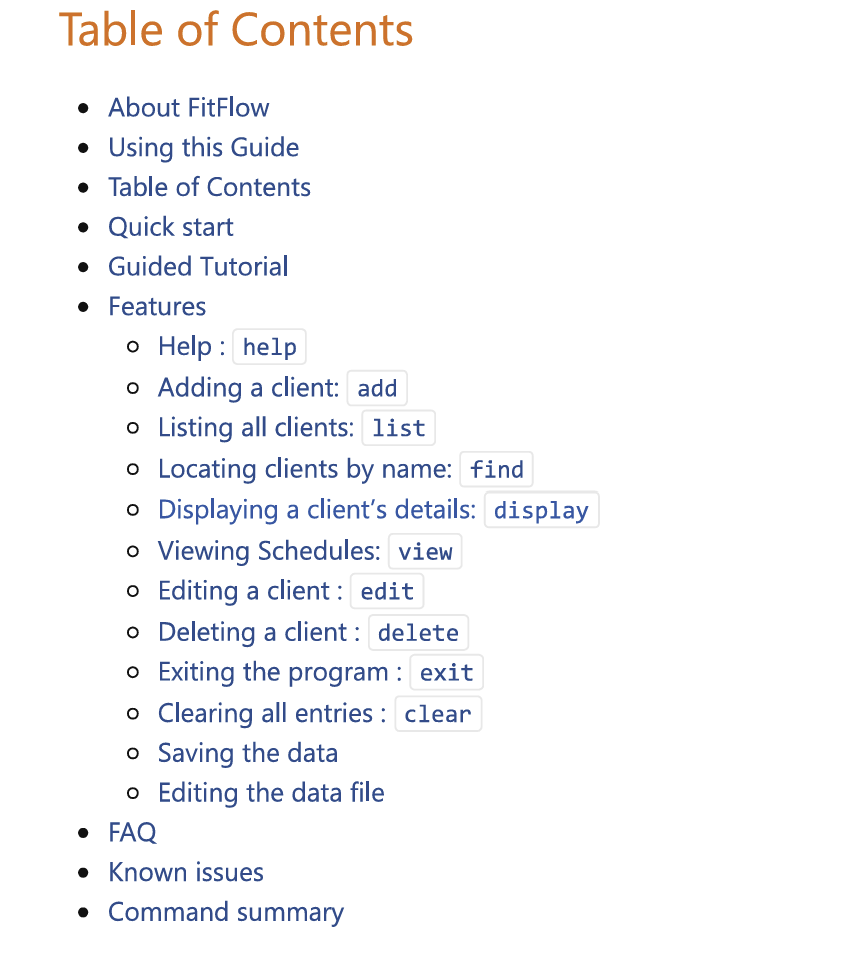 Table of Contents
About FitFlow
Using this Guide
Table of Contents
Quick start
Guided Tutorial
Features
Help : help
Adding a client: add
Listing all clients: list
Locating clients by name: find
Displaying a client’s details: display
Viewing Schedules: view
Editing a client : edit
Deleting a client : delete
Exiting the program : exit
Clearing all entries : clear
Saving the data
Editing the data file
FAQ
Known issues
Command summary